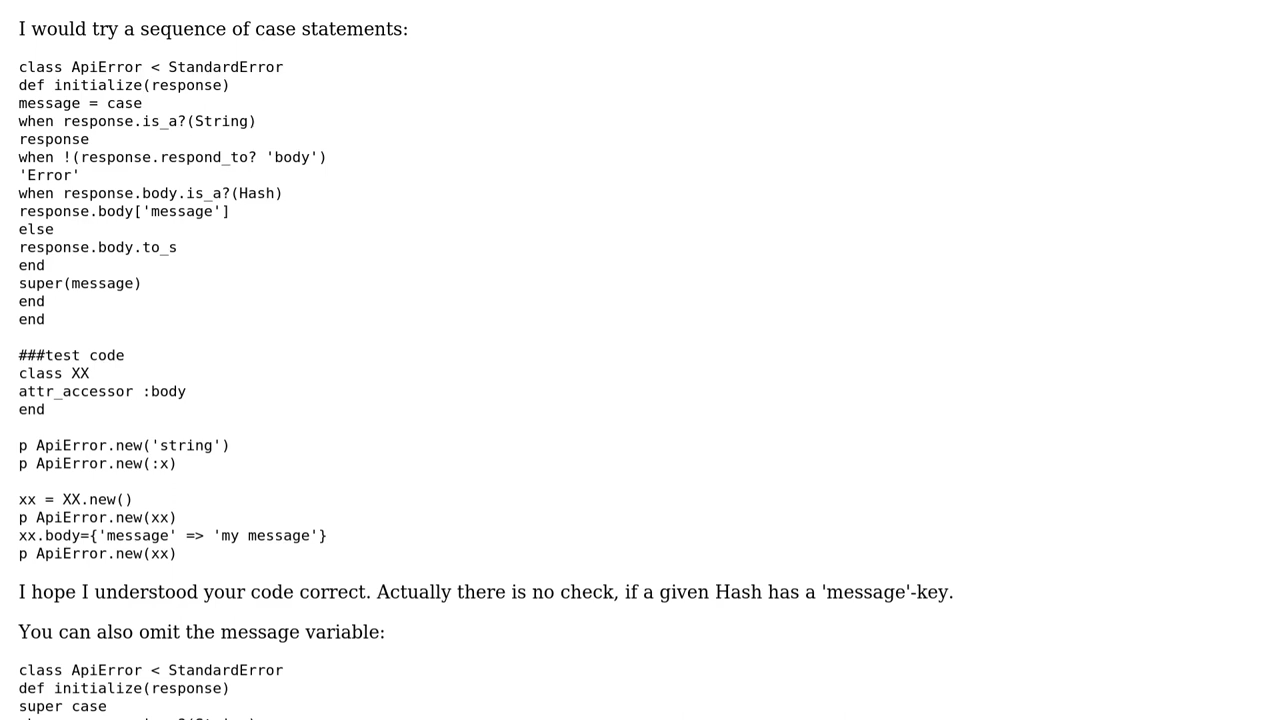 I would try a sequence of case statements:
class ApiError < StandardError
def initialize(response)
message = case
when response.is_a?(String)
response
when !(response.respond_to? 'body')
'Error'
when response.body.is_a?(Hash)
response.body['message']
else
response.body.to_s
end
super(message)
end
end
###test code
class XX
attr_accessor :body
end
p ApiError.new('string')
p ApiError.new(:x)
xx = XX.new()
p ApiError.new(xx)
xx.body={'message' => 'my message'}
p ApiError.new(xx)
I hope I understood your code correct. Actually there is no check, if a given Hash has a 'message'-key.
You can also omit the message variable:
class ApiError < StandardError
def initialize(response)
super case